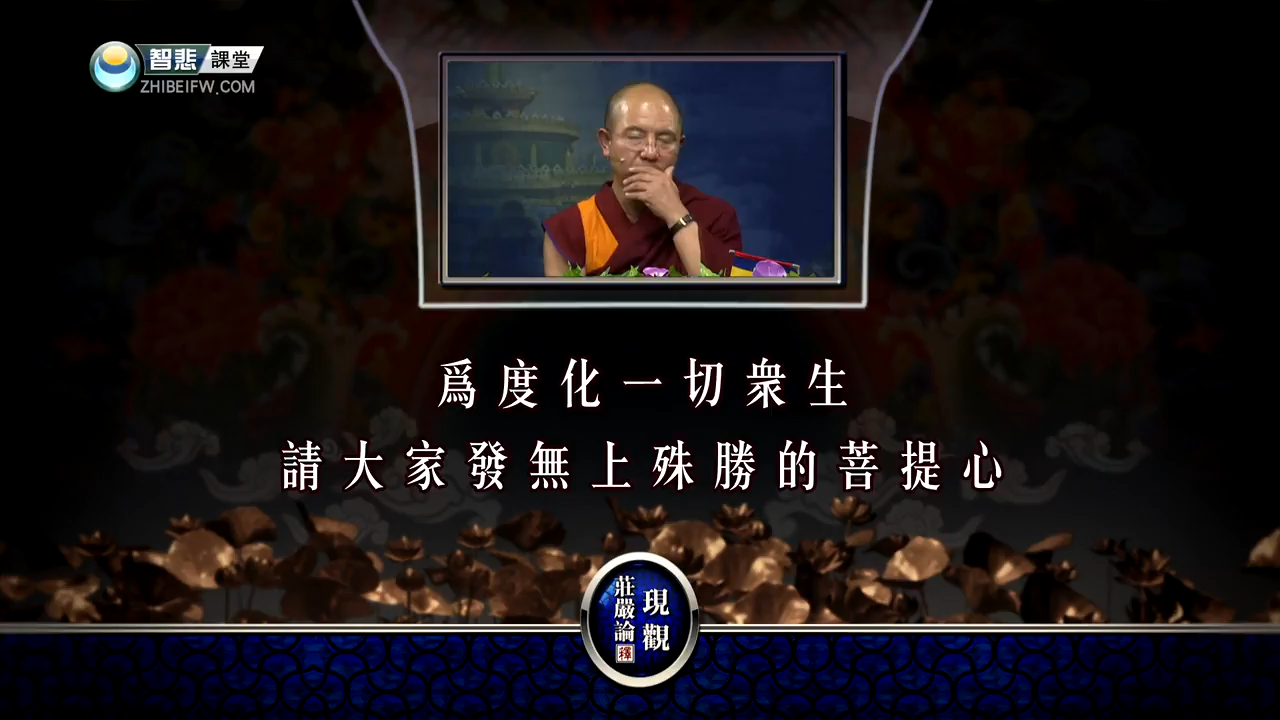 智悲課堂
ZHIBEIFW.COM
爲度化一切衆生
請大家發無上殊勝的菩提心
現觀
莊嚴論釋